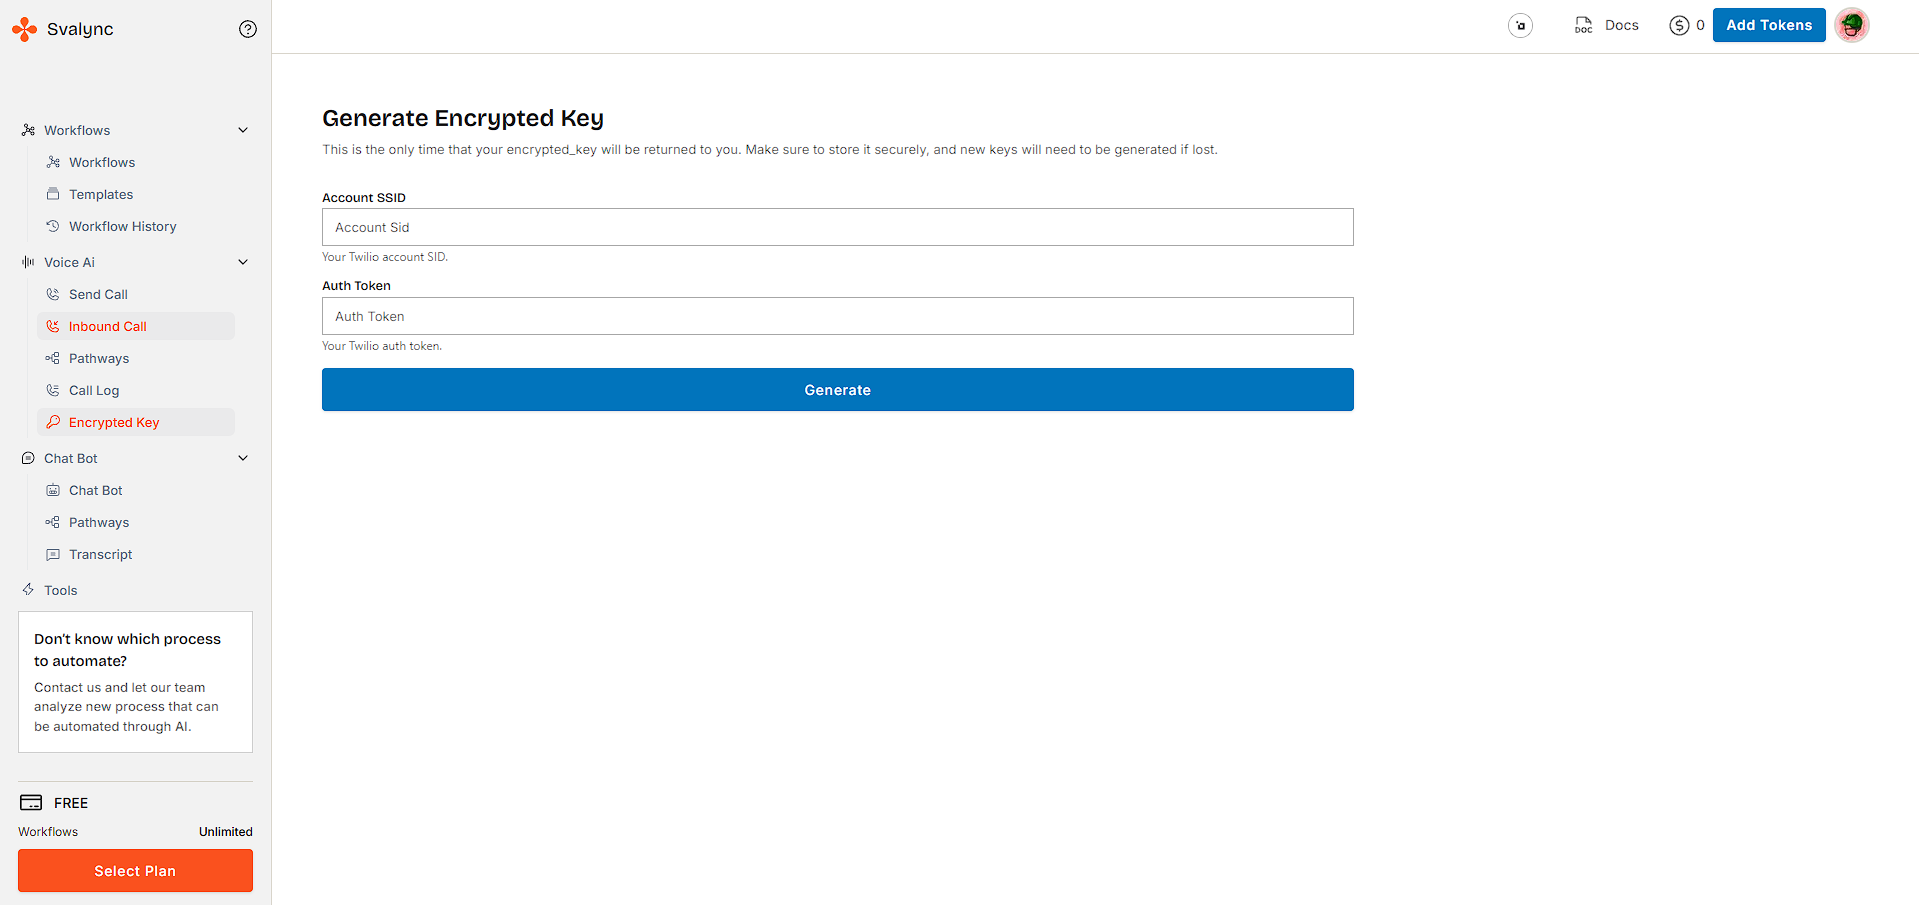 Svalync
Workflows
Workflows
Templates
Workflow History
Voice Ai
Send Call
Inbound Call
Pathways
Call Log
Encrypted Key
Chat Bot
Chat Bot
Pathways
Transcript
Tools
Don't know which process
to automate?
Contact us and let our team
analyze new process that can
be automated through AI.
FREE
Workflows Unlimited
Select Plan
DOC Docs $ 0 Add Tokens
Generate Encrypted Key
This is the only time that your encrypted_key will be returned to you. Make sure to store it securely, and new keys will need to be generated if lost.
Account SSID
Account Sid
Your Twilio account SID.
Auth Token
Auth Token
Your Twilio auth token.
Generate